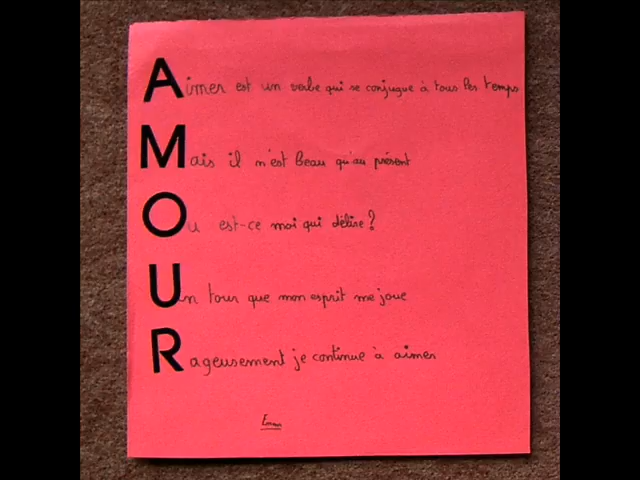 Aimer est un verbe qui se conjugue à tous les temps
Mais il n'est beau qu'au présent
Ou est-ce moi qui délire ?
Un tour que mon esprit me joue
Rageusement je continue à aimer